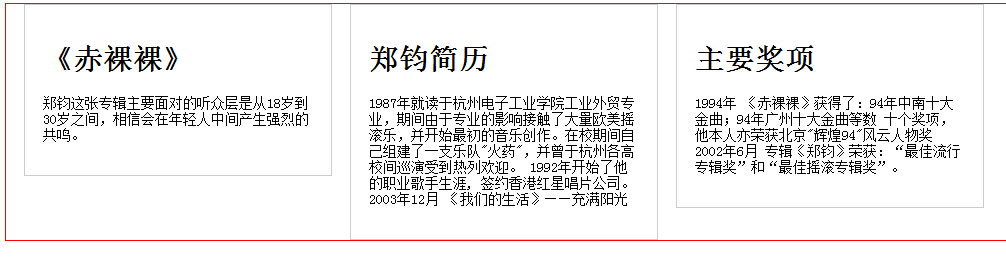 《赤裸裸》
郑钧这张专辑主要面对的听众层是从18岁到
30岁之间，相信会在年轻人中间产生强烈的
共鸣。
郑钧简历
1987年就读于杭州电子工业学院工业外贸专
业，期间由于专业的影响接触了大量欧美摇
滚乐，并开始最初的音乐创作。在校期间自
己组建了一支乐队"火药"，并曾于杭州各高
校间巡演受到热列欢迎。 1992年开始了他
的职业歌手生涯, 签约香港红星唱片公司。
2003年12月 《我们的生活》——充满阳光
主要奖项
1994年 《赤裸裸》获得了：94年中南十大
金曲；94年广州十大金曲等数 十个奖项，
他本人亦荣获北京"辉煌94"风云人物奖
2002年6月 专辑《郑钧》荣获：“最佳流行
专辑奖”和“最佳摇滚专辑奖”。